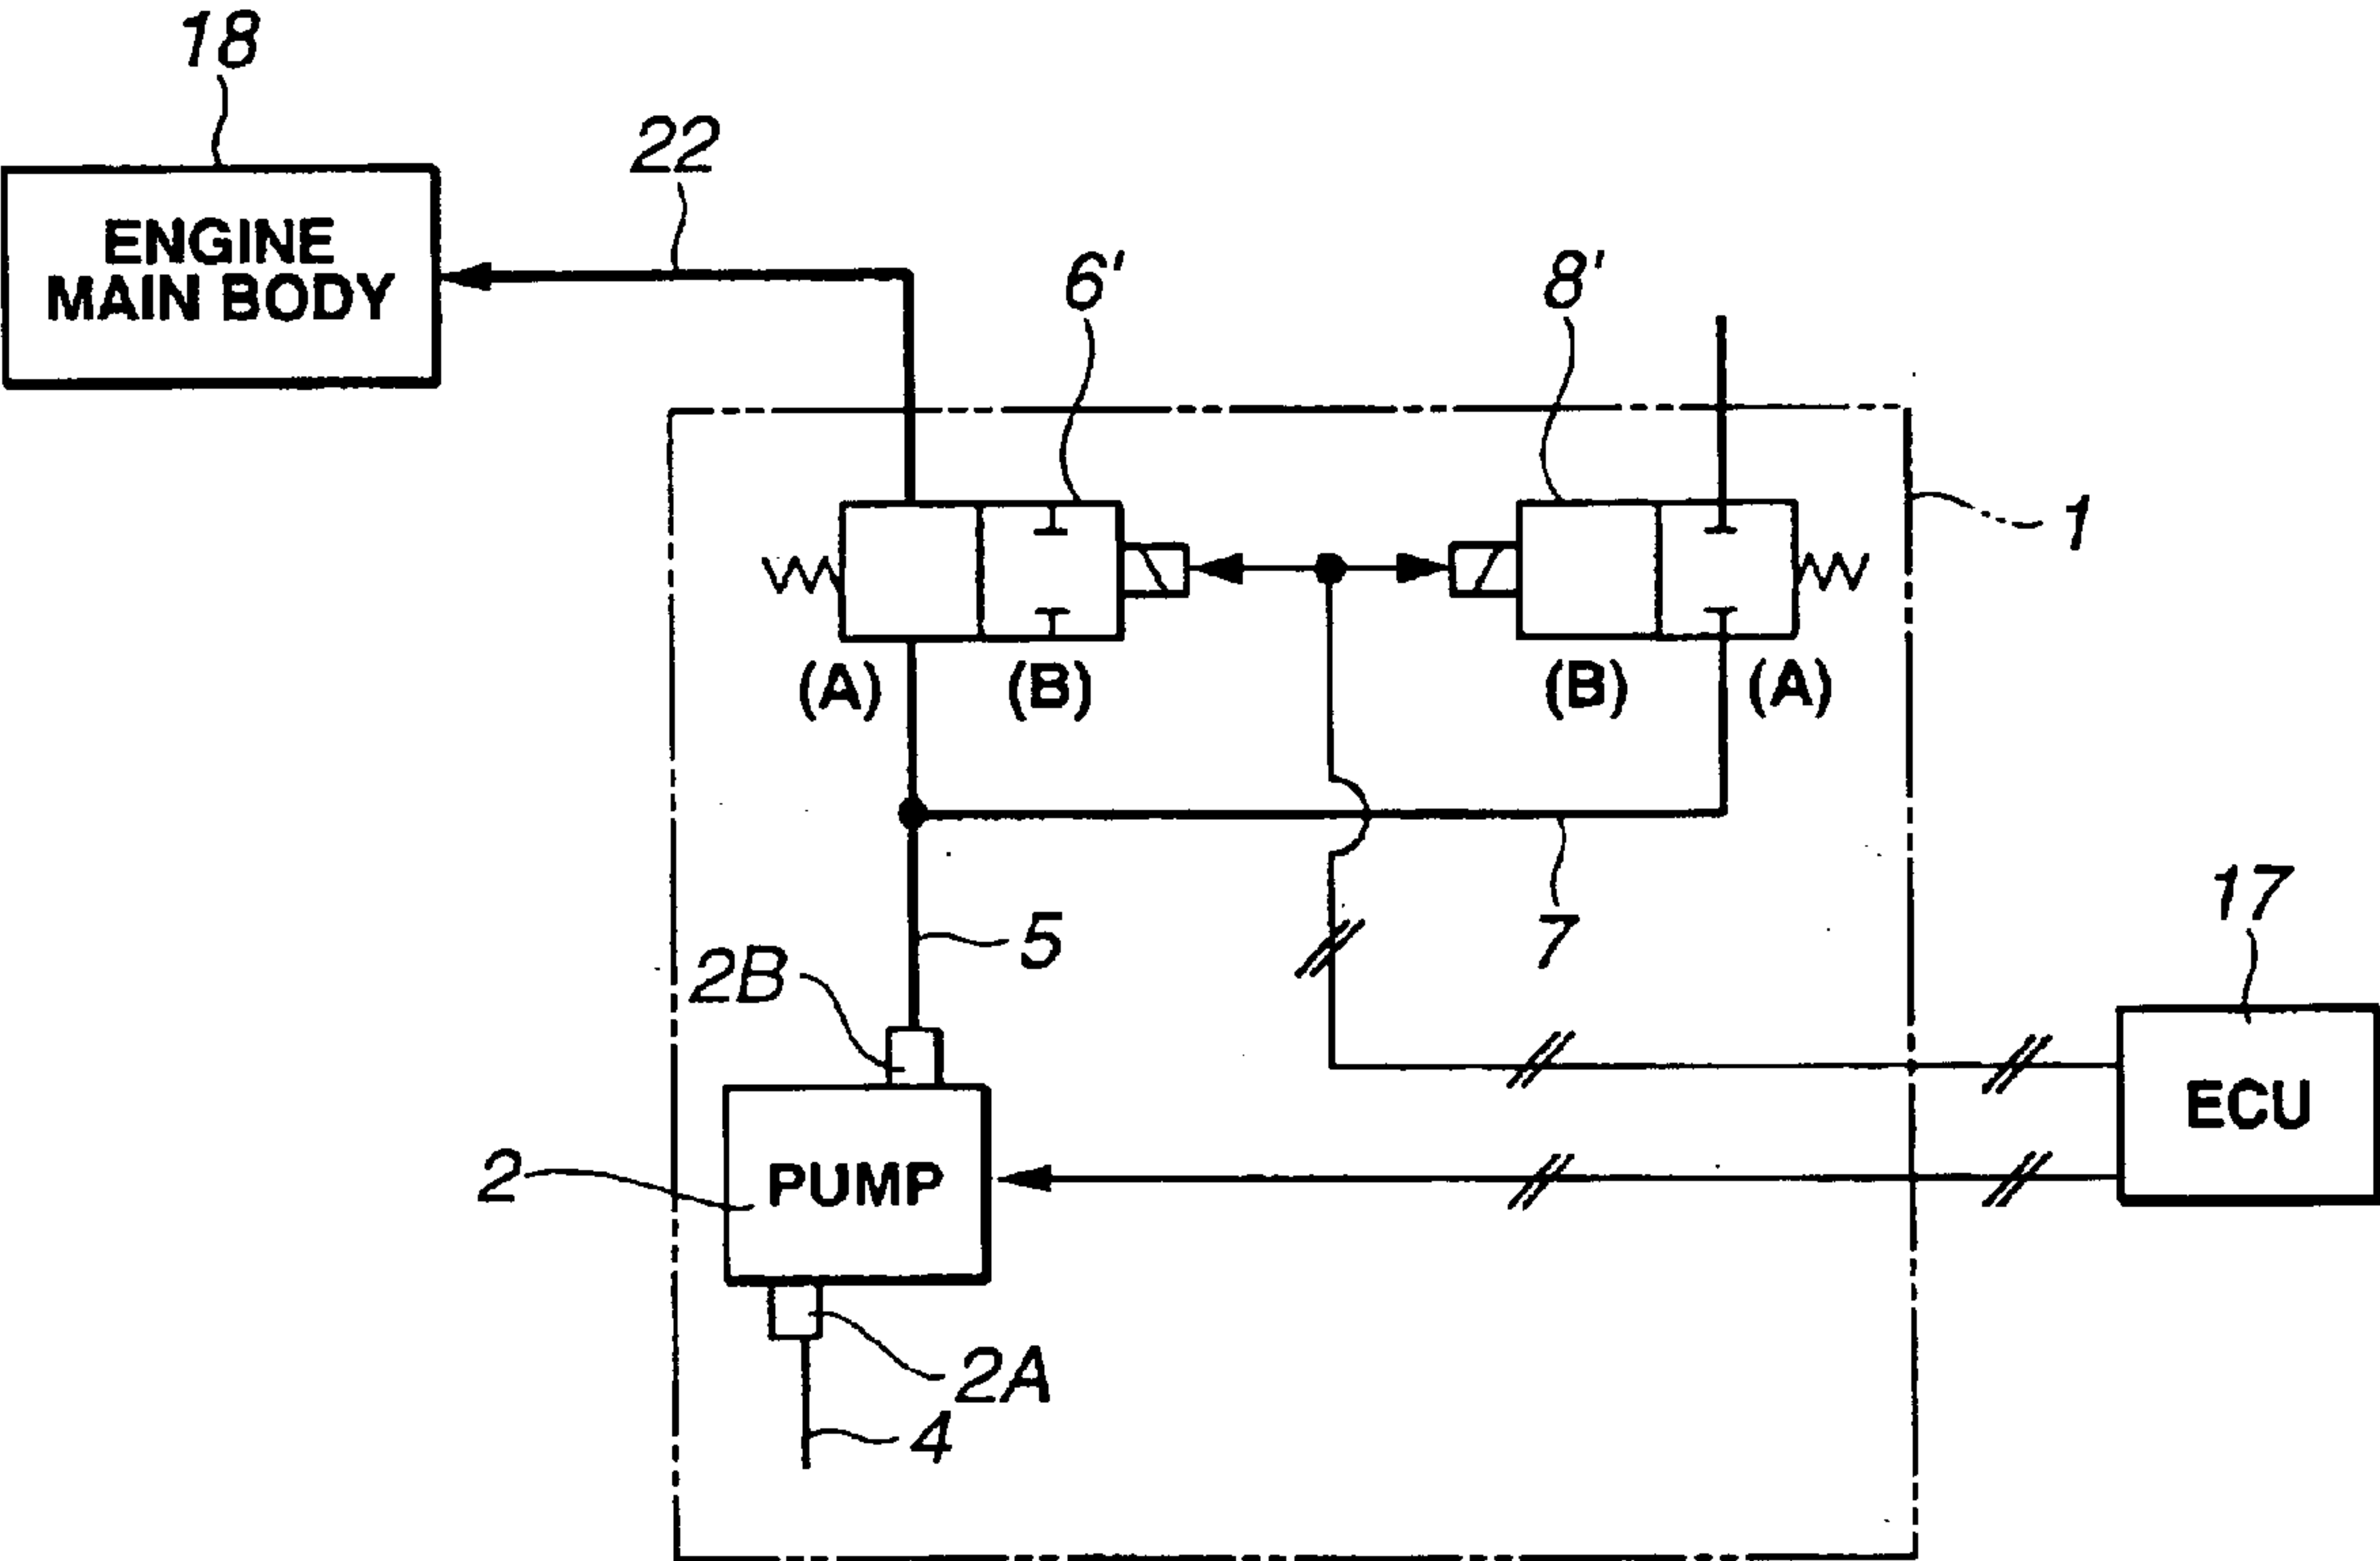 18
22
ENGINE
MAIN BODY
6'
8'
1
(A)
(B)
(B)
(A)
17
5
7
2B
ECU
2
PUMP
2A
4